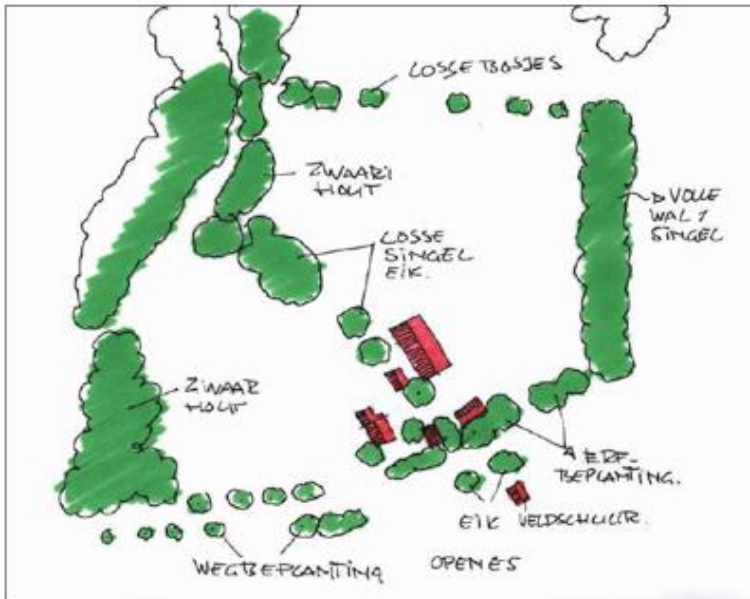 LOSSE BOSJES
ZWAAR
HOUT
VOLLE
WAL /
SINGEL
LOSSE
SINGEL
EIK.
ZWAAR
HOUT
ERF-
BEPLANTING.
EIK VELDSCHUUR.
WEGBEPLANTING
OPEN ES